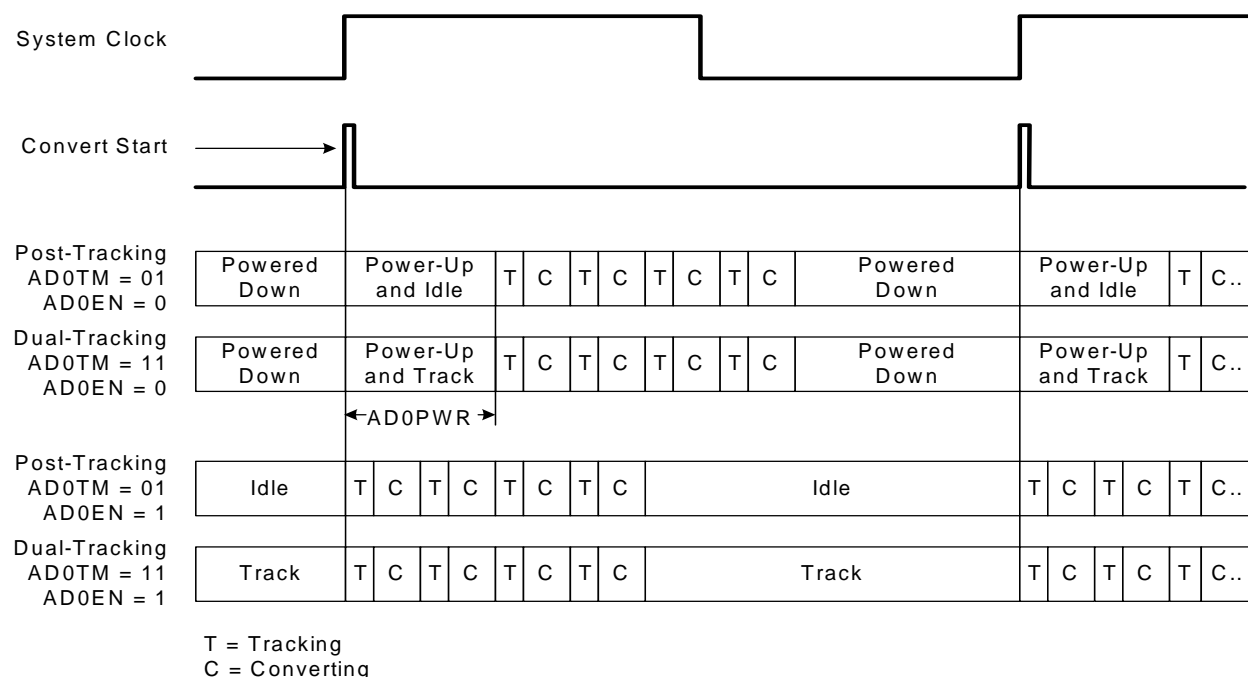 System Clock
Convert Start
Post-Tracking
AD0TM = 01
AD0EN = 0
Powered
Down
Power-Up
and Idle
T C T C T C T C
Powered
Down
Power-Up
and Idle
T C..
Dual-Tracking
AD0TM = 11
AD0EN = 0
Powered
Down
Power-Up
and Track
T C T C T C T C
Powered
Down
Power-Up
and Track
T C..
AD0PWR
Post-Tracking
AD0TM = 01
AD0EN = 1
Idle T C T C T C T C Idle T C T C T C..
Dual-Tracking
AD0TM = 11
AD0EN = 1
Track T C T C T C T C Track T C T C T C..
T = Tracking
C = Converting